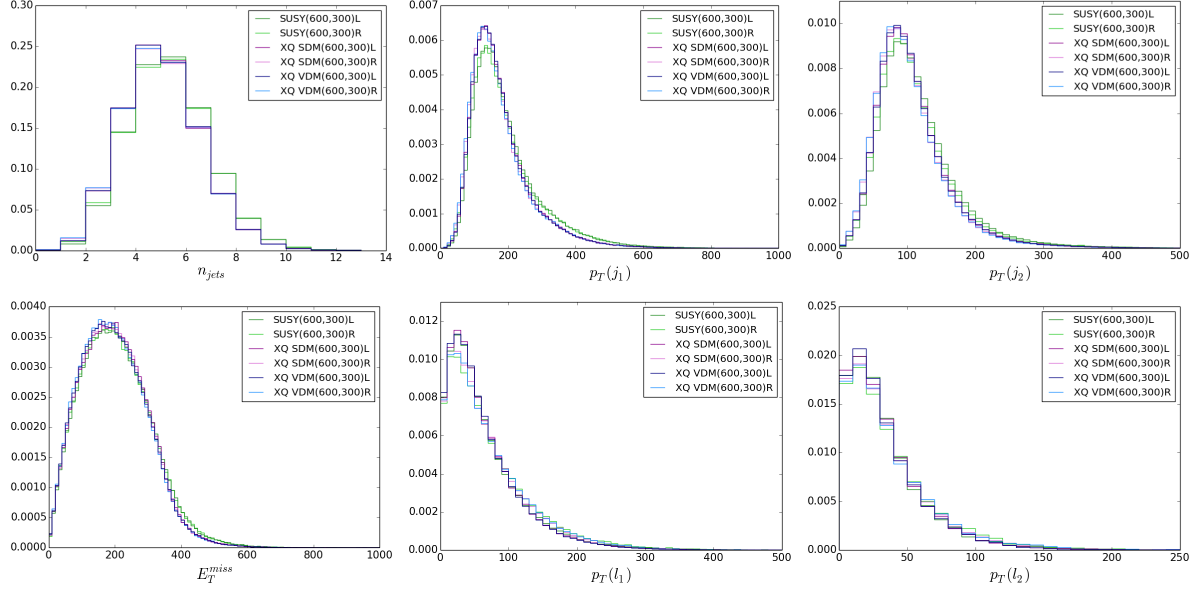 0.30
0.25
0.20
0.15
0.10
0.05
0.00
0 2 4 6 8 10 12 14
n_jets
SUSY(600,300)L
SUSY(600,300)R
XQ SDM(600,300)L
XQ SDM(600,300)R
XQ VDM(600,300)L
XQ VDM(600,300)R
0.007
0.006
0.005
0.004
0.003
0.002
0.001
0.000
0 200 400 600 800 1000
p_T(j_1)
SUSY(600,300)L
SUSY(600,300)R
XQ SDM(600,300)L
XQ SDM(600,300)R
XQ VDM(600,300)L
XQ VDM(600,300)R
0.010
0.008
0.006
0.004
0.002
0.000
0 100 200 300 400 500
p_T(j_2)
SUSY(600,300)L
SUSY(600,300)R
XQ SDM(600,300)L
XQ SDM(600,300)R
XQ VDM(600,300)L
XQ VDM(600,300)R
0.0040
0.0035
0.0030
0.0025
0.0020
0.0015
0.0010
0.0005
0.0000
0 200 400 600 800 1000
E_T^miss
SUSY(600,300)L
SUSY(600,300)R
XQ SDM(600,300)L
XQ SDM(600,300)R
XQ VDM(600,300)L
XQ VDM(600,300)R
0.012
0.010
0.008
0.006
0.004
0.002
0.000
0 100 200 300 400 500
p_T(l_1)
SUSY(600,300)L
SUSY(600,300)R
XQ SDM(600,300)L
XQ SDM(600,300)R
XQ VDM(600,300)L
XQ VDM(600,300)R
0.025
0.020
0.015
0.010
0.005
0.000
0 50 100 150 200 250
p_T(l_2)
SUSY(600,300)L
SUSY(600,300)R
XQ SDM(600,300)L
XQ SDM(600,300)R
XQ VDM(600,300)L
XQ VDM(600,300)R